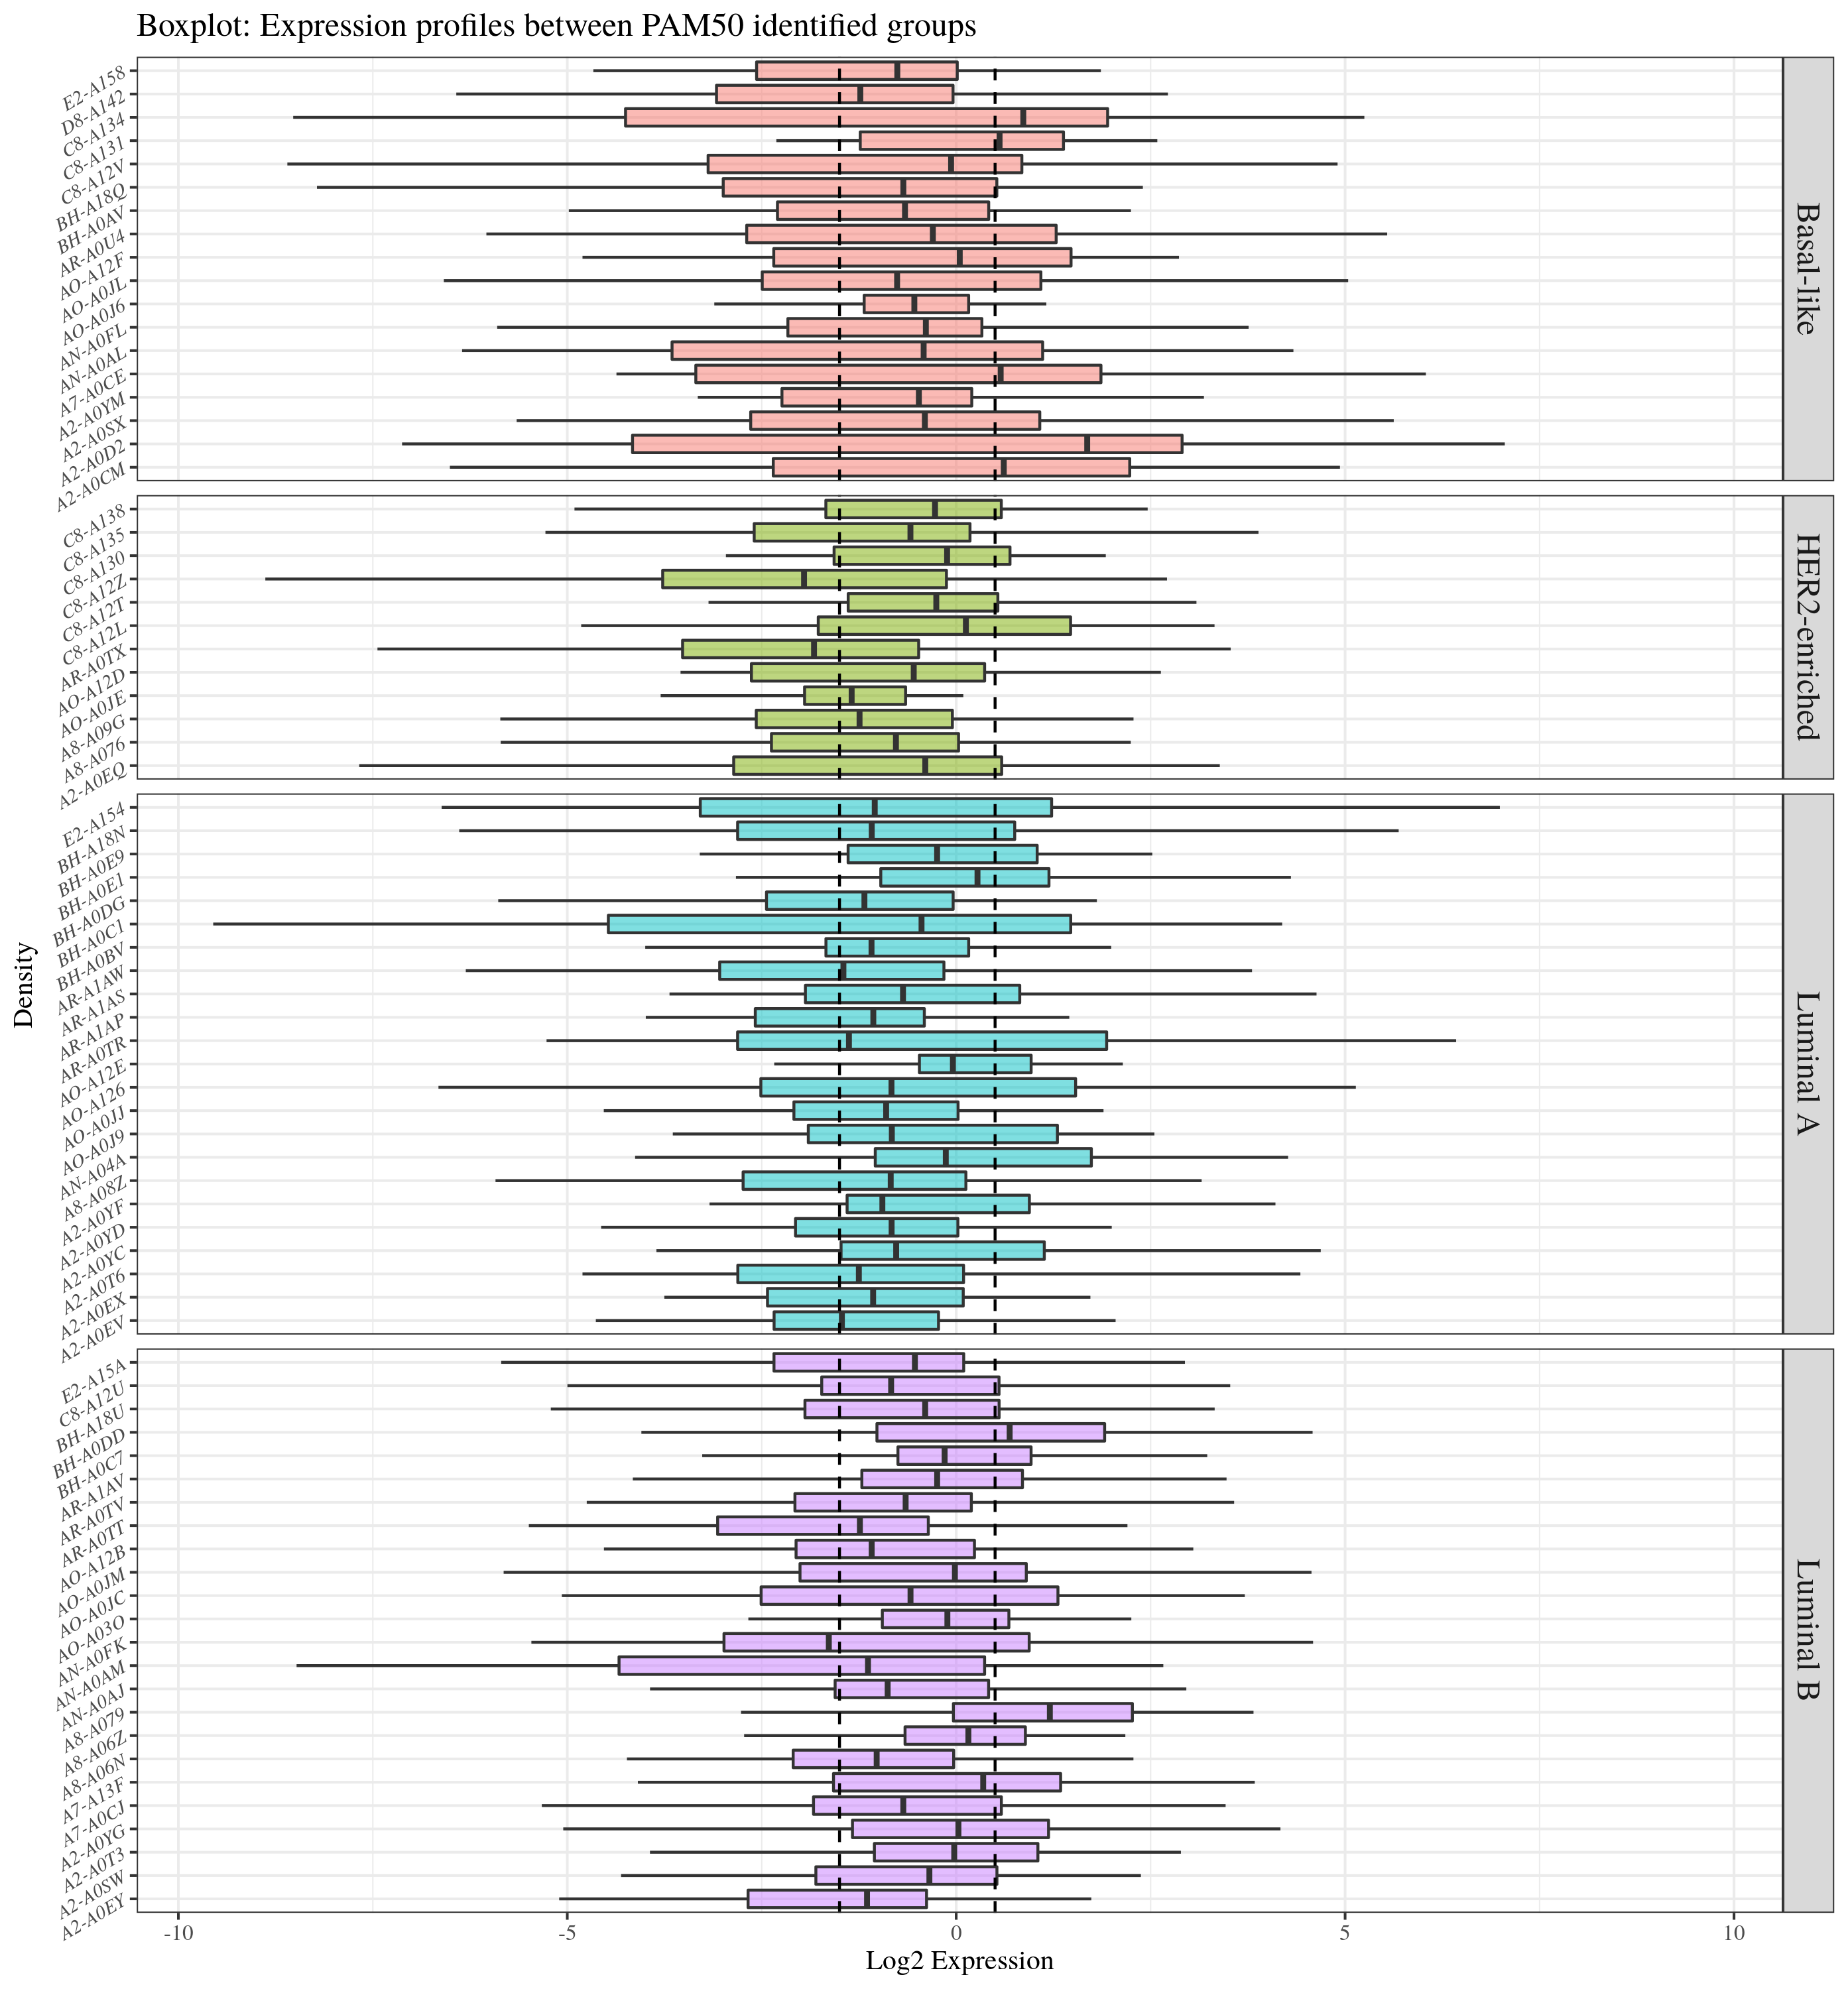 Boxplot: Expression profiles between PAM50 identified groups
E2-A158
D8-A142
C8-A134
C8-A131
C8-A12V
BH-A18Q
BH-A0AV
AR-A0U4
AO-A12F
AO-A0JL
AO-A0J6
AN-A0FL
AN-A0AL
A7-A0CE
A2-A0YM
A2-A0SX
A2-A0D2
A2-A0CM
Basal-like
C8-A138
C8-A135
C8-A130
C8-A12Z
C8-A12T
C8-A12L
AR-A0TX
AO-A12D
AO-A0JE
A8-A09G
A8-A076
A2-A0EQ
HER2-enriched
E2-A154
BH-A18N
BH-A0E9
BH-A0E1
BH-A0DG
BH-A0C1
BH-A0BV
AR-A1AW
AR-A1AS
AR-A1AP
AR-A0TR
AO-A12E
AO-A126
AO-A0JJ
AO-A0J9
AN-A04A
A8-A08Z
A2-A0YF
A2-A0YD
A2-A0YC
A2-A0T6
A2-A0EX
A2-A0EV
Luminal A
E2-A15A
C8-A12U
BH-A18U
BH-A0DD
BH-A0C7
AR-A1AV
AR-A0TV
AR-A0TT
AO-A12B
AO-A0JM
AO-A0JC
AO-A03O
AN-A0FK
AN-A0AM
AN-A0AJ
A8-A079
A8-A06Z
A8-A06N
A7-A13F
A7-A0CJ
A2-A0YG
A2-A0T3
A2-A0SW
A2-A0EY
Luminal B
Density
-10 -5 0 5 10
Log2 Expression